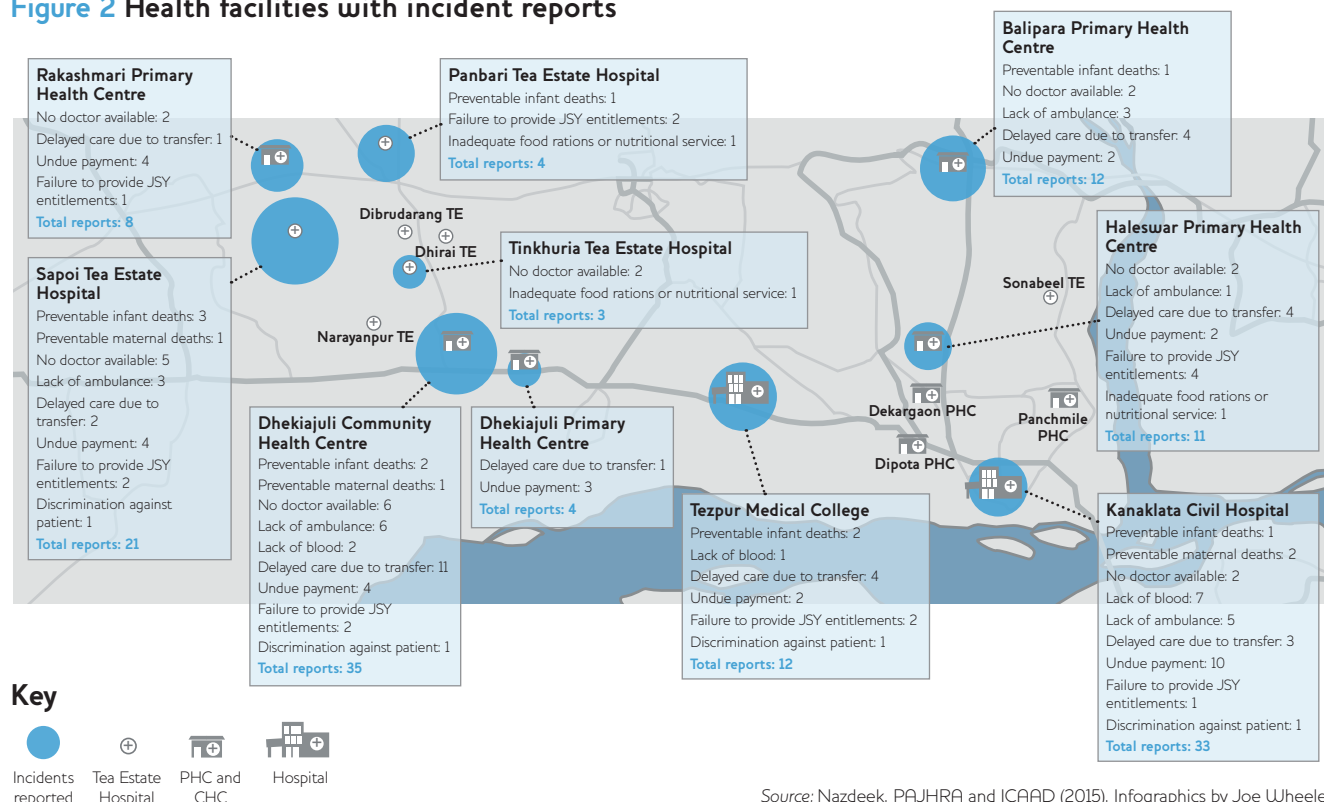 Figure 2 Health facilities with incident reports
Rakashmari Primary
Health Centre
No doctor available: 2
Delayed care due to transfer: 1
Undue payment: 4
Failure to provide JSY
entitlements: 1
Total reports: 8
Panbari Tea Estate Hospital
Preventable infant deaths: 1
Failure to provide JSY entitlements: 2
Inadequate food rations or nutritional service: 1
Total reports: 4
Balipara Primary Health
Centre
Preventable infant deaths: 1
No doctor available: 2
Lack of ambulance: 3
Delayed care due to transfer: 4
Undue payment: 2
Total reports: 12
Dibrudarang TE
Dhirai TE
Tinkhuria Tea Estate Hospital
No doctor available: 2
Inadequate food rations or nutritional service: 1
Total reports: 3
Haleswar Primary Health
Centre
No doctor available: 2
Lack of ambulance: 1
Delayed care due to transfer: 4
Undue payment: 2
Failure to provide JSY
entitlements: 4
Inadequate food rations or
nutritional service: 1
Total reports: 11
Sapoi Tea Estate
Hospital
Preventable infant deaths: 3
Preventable maternal deaths: 1
No doctor available: 5
Lack of ambulance: 3
Delayed care due to
transfer: 2
Undue payment: 4
Failure to provide JSY
entitlements: 2
Discrimination against
patient: 1
Total reports: 21
Sonabeel TE
Narayanpur TE
Dekargaon PHC
Panchmile
PHC
Dipota PHC
Dhekiajuli Community
Health Centre
Preventable infant deaths: 2
Preventable maternal deaths: 1
No doctor available: 6
Lack of ambulance: 6
Lack of blood: 2
Delayed care due to transfer: 11
Undue payment: 4
Failure to provide JSY
entitlements: 2
Discrimination against patient: 1
Total reports: 35
Dhekiajuli Primary
Health Centre
Delayed care due to transfer: 1
Undue payment: 3
Total reports: 4
Tezpur Medical College
Preventable infant deaths: 2
Lack of blood: 1
Delayed care due to transfer: 4
Undue payment: 2
Failure to provide JSY entitlements: 2
Discrimination against patient: 1
Total reports: 12
Kanaklata Civil Hospital
Preventable infant deaths: 1
Preventable maternal deaths: 2
No doctor available: 2
Lack of blood: 7
Lack of ambulance: 5
Delayed care due to transfer: 3
Undue payment: 10
Failure to provide JSY
entitlements: 1
Discrimination against patient: 1
Total reports: 33
Key
Incidents
reported
Tea Estate
Hospital
PHC and
CHC
Hospital
Source: Nazdeek, PAJHRA and ICAAD (2015). Infographics by Joe Wheele